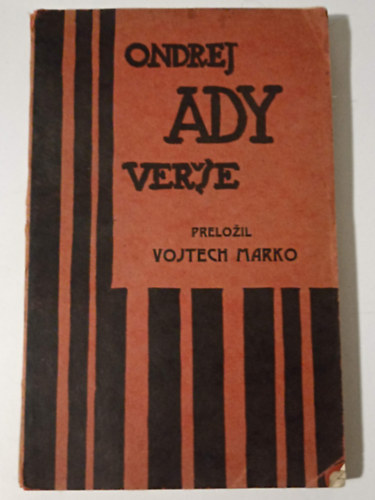 ONDREJ
ADY
VERŠE
PRELOŽIL
VOJTECH MARKO